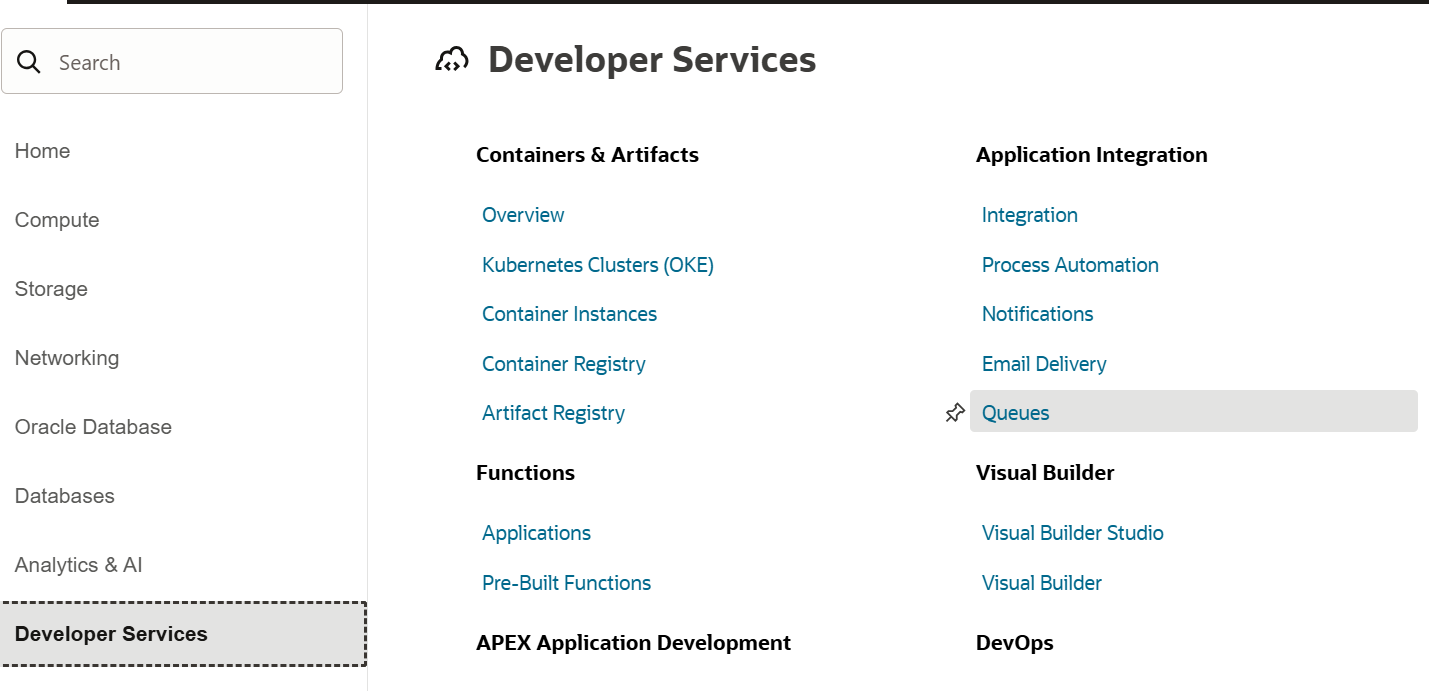 Search
Home
Compute
Storage
Networking
Oracle Database
Databases
Analytics & AI
Developer Services
Developer Services
Containers & Artifacts
Overview
Kubernetes Clusters (OKE)
Container Instances
Container Registry
Artifact Registry
Functions
Applications
Pre-Built Functions
APEX Application Development
Application Integration
Integration
Process Automation
Notifications
Email Delivery
Queues
Visual Builder
Visual Builder Studio
Visual Builder
DevOps